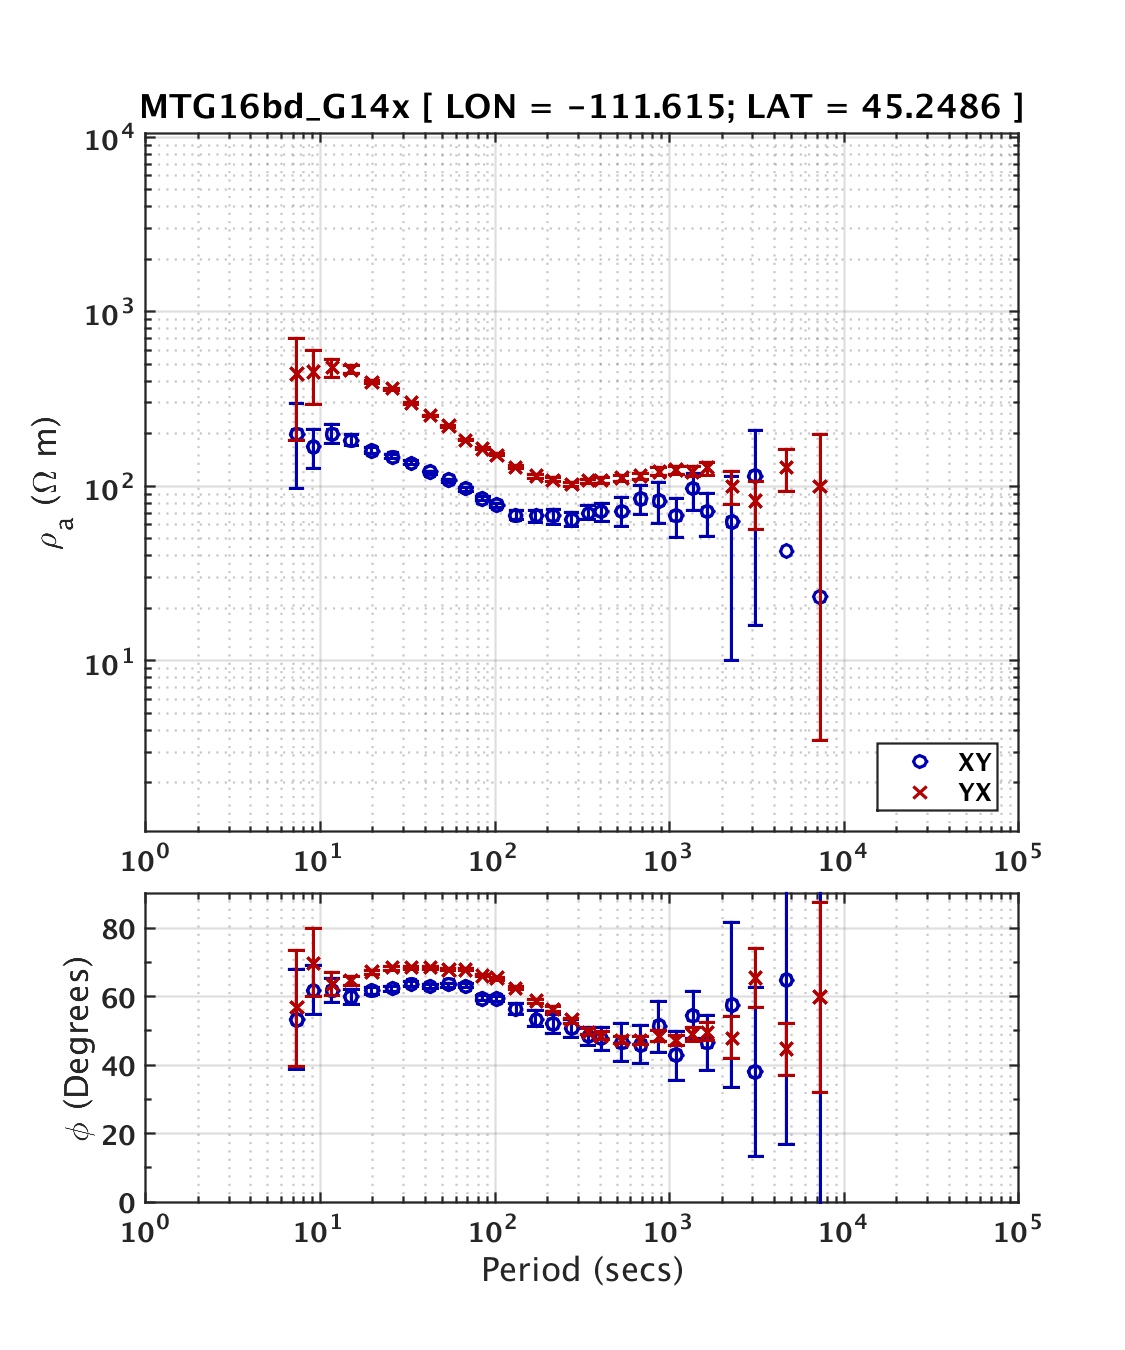 MTG16bd_G14x [ LON = -111.615; LAT = 45.2486 ]
10^4
10^3
10^2
10^1
ρ_a (Ω m)
XY
YX
10^0 10^1 10^2 10^3 10^4 10^5
80
60
40
20
0
ϕ (Degrees)
10^0 10^1 10^2 10^3 10^4 10^5
Period (secs)